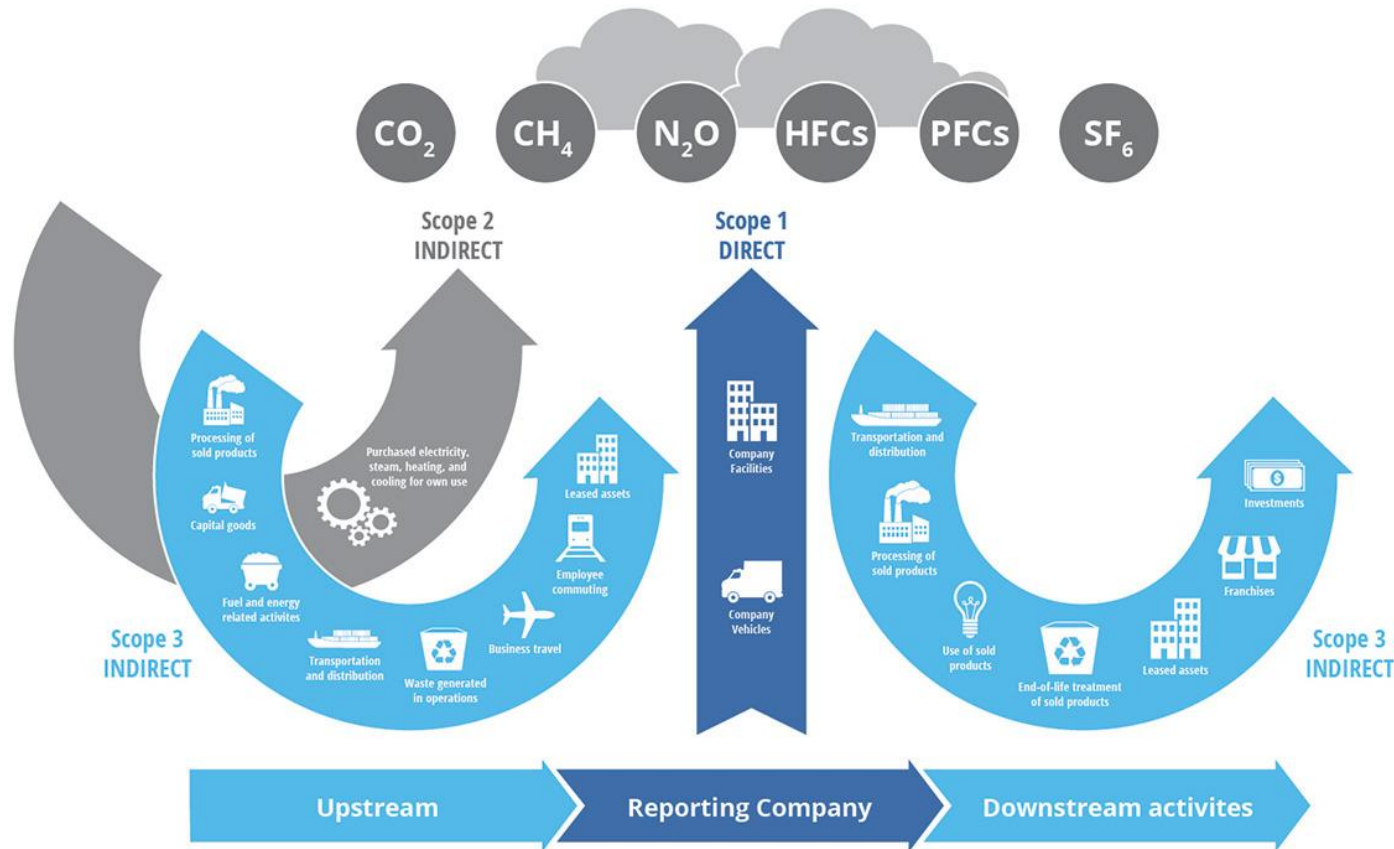 CO₂
CH₄
N₂O
HFCs
PFCs
SF₆
Scope 2
INDIRECT
Scope 1
DIRECT
Processing of
sold products
Capital goods
Fuel and energy
related activites
Transportation
and distribution
Waste generated
in operations
Business travel
Employee
commuting
Leased assets
Purchased electricity,
steam, heating, and
cooling for own use
Company
Facilities
Company
Vehicles
Transportation and
distribution
Processing of
sold products
Use of sold
products
End-of-life treatment
of sold products
Leased assets
Franchises
$
Investments
Scope 3
INDIRECT
Scope 3
INDIRECT
Upstream
Reporting Company
Downstream activites